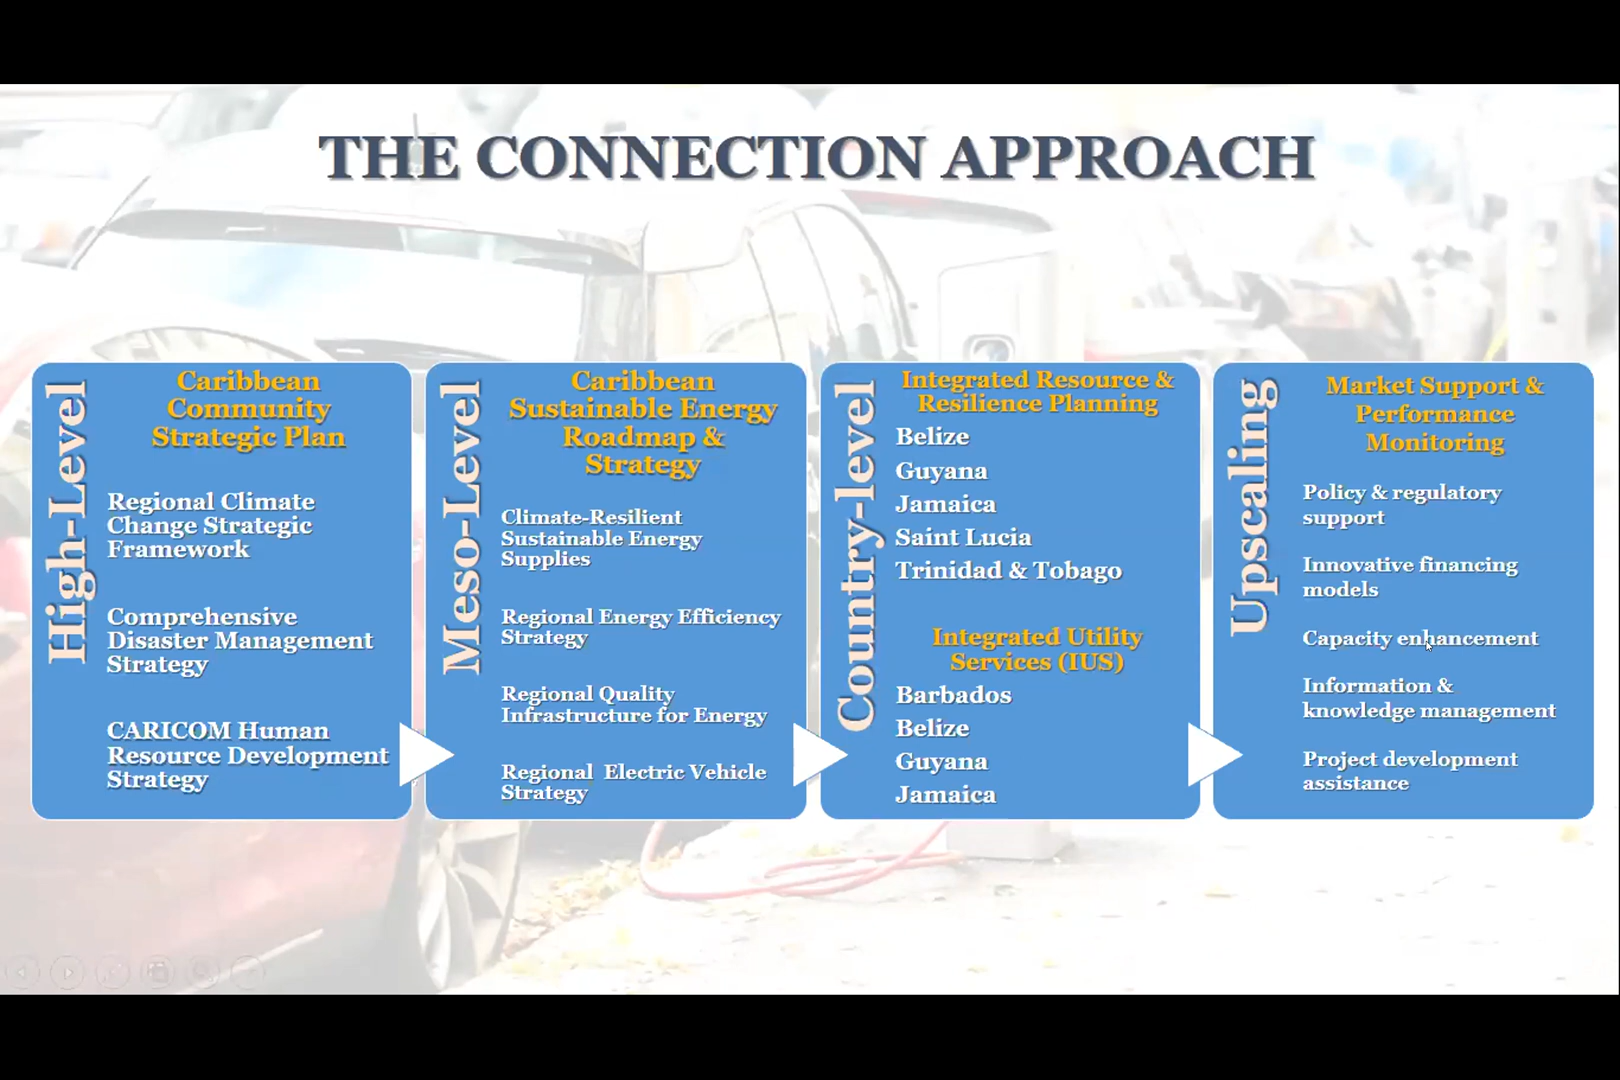 THE CONNECTION APPROACH
High-Level
Caribbean
Community
Strategic Plan
Regional Climate
Change Strategic
Framework
Comprehensive
Disaster Management
Strategy
CARICOM Human
Resource Development
Strategy
Meso-Level
Caribbean
Sustainable Energy
Roadmap &
Strategy
Climate-Resilient
Sustainable Energy
Supplies
Regional Energy Efficiency
Strategy
Regional Quality
Infrastructure for Energy
Regional Electric Vehicle
Strategy
Country-level
Integrated Resource &
Resilience Planning
Belize
Guyana
Jamaica
Saint Lucia
Trinidad & Tobago
Integrated Utility
Services (IUS)
Barbados
Belize
Guyana
Jamaica
Upscaling
Market Support &
Performance
Monitoring
Policy & regulatory
support
Innovative financing
models
Capacity enhancement
Information &
knowledge management
Project development
assistance